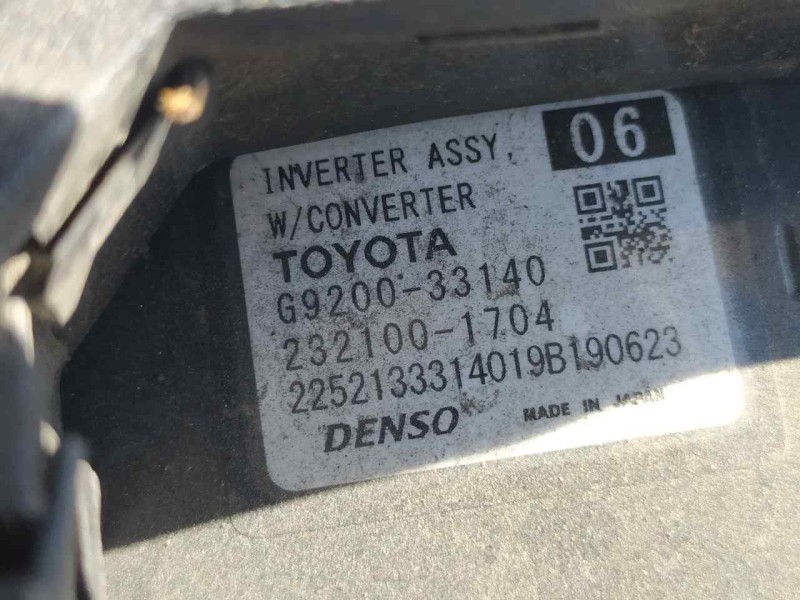 INVERTER ASSY, 06
W/CONVERTER
TOYOTA
G9200-33140
232100-1704
2252133314019B190623
DENSO MADE IN JAPAN